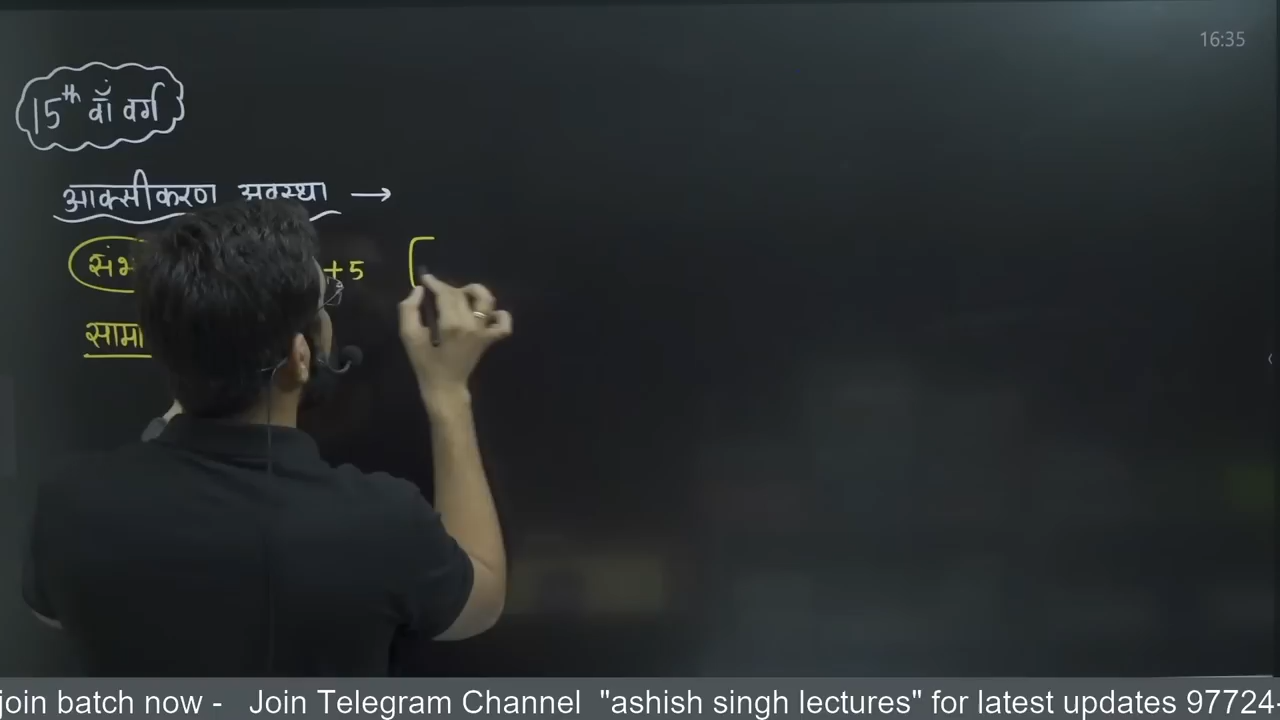 16:35
15th वाँ वर्ग
आक्सीकरण अवस्था →
+5 [
join batch now - Join Telegram Channel "ashish singh lectures" for latest updates 97724